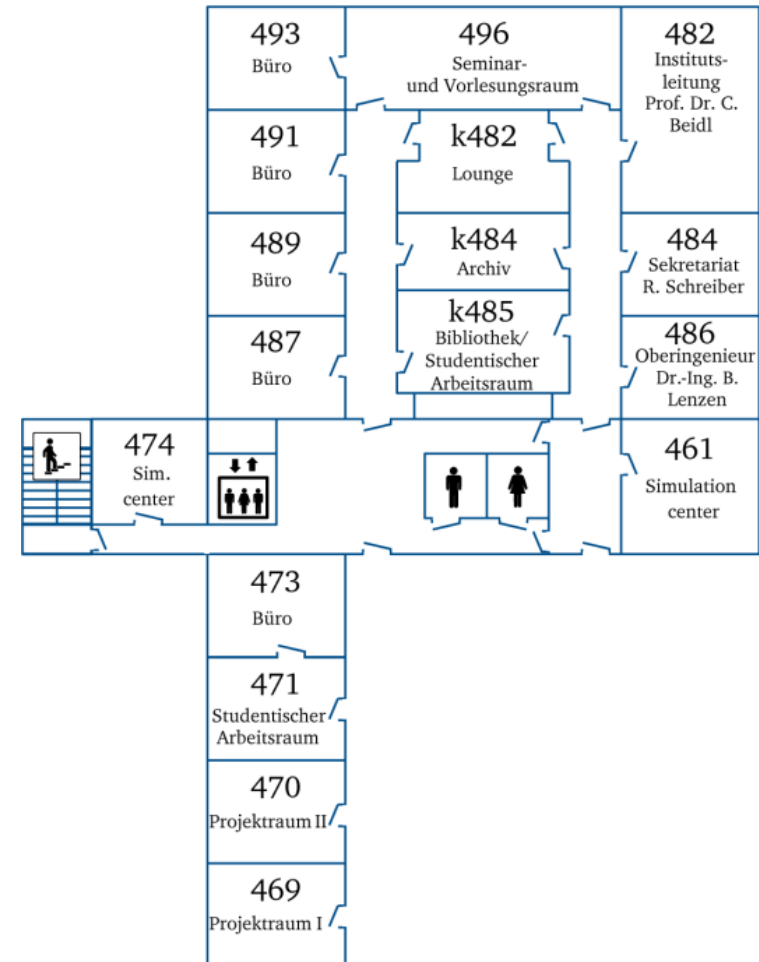 493
Büro
496
Seminar-
und Vorlesungsraum
482
Instituts-
leitung
Prof. Dr. C.
Beidl
491
Büro
k482
Lounge
489
Büro
k484
Archiv
484
Sekretariat
R. Schreiber
487
Büro
k485
Bibliothek/
Studentischer
Arbeitsraum
486
Oberingenieur
Dr.-Ing. B.
Lenzen
474
Sim.
center
461
Simulation
center
473
Büro
471
Studentischer
Arbeitsraum
470
Projektraum II
469
Projektraum I